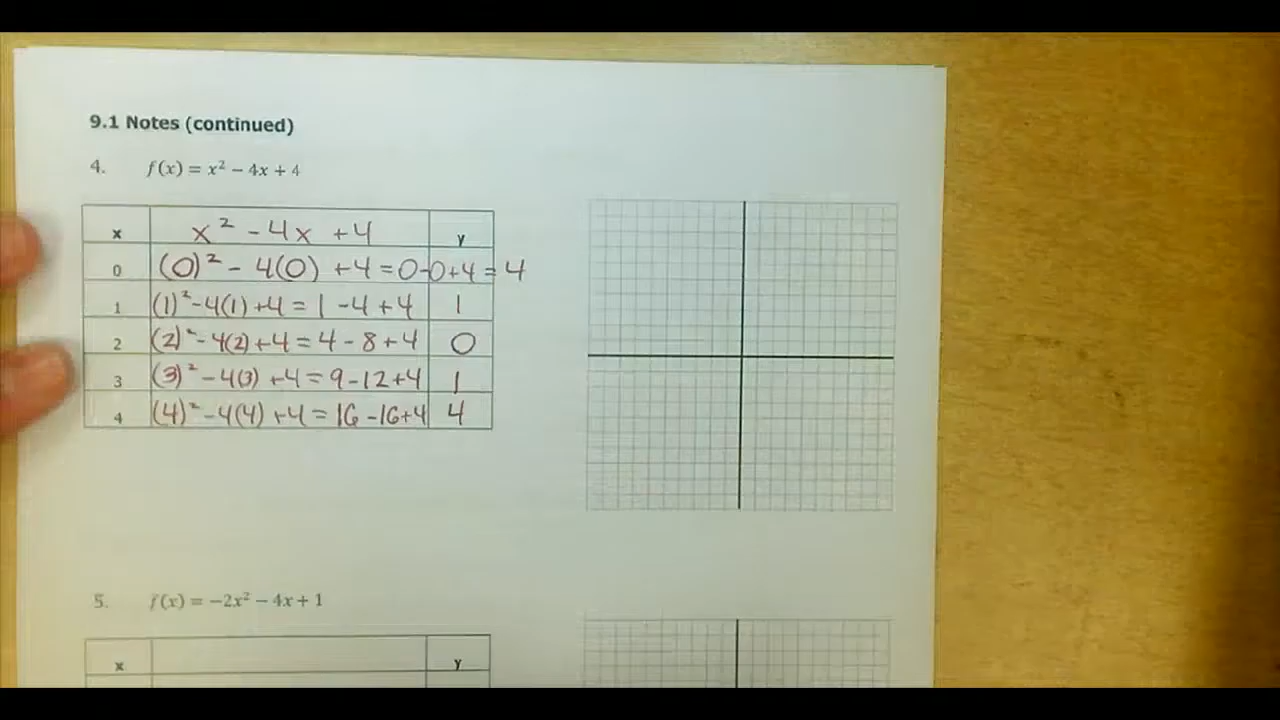 9.1 Notes (continued)
4. f(x) = x² − 4x + 4
x x² - 4x + 4 y
0 (0)² - 4(0) + 4 = 0-0+4 = 4
1 (1)² - 4(1) + 4 = 1 - 4 + 4 1
2 (2)² - 4(2) + 4 = 4 - 8 + 4 0
3 (3)² - 4(3) + 4 = 9 - 12 + 4 1
4 (4)² - 4(4) + 4 = 16 - 16 + 4 4
5. f(x) = −2x² − 4x + 1
x y